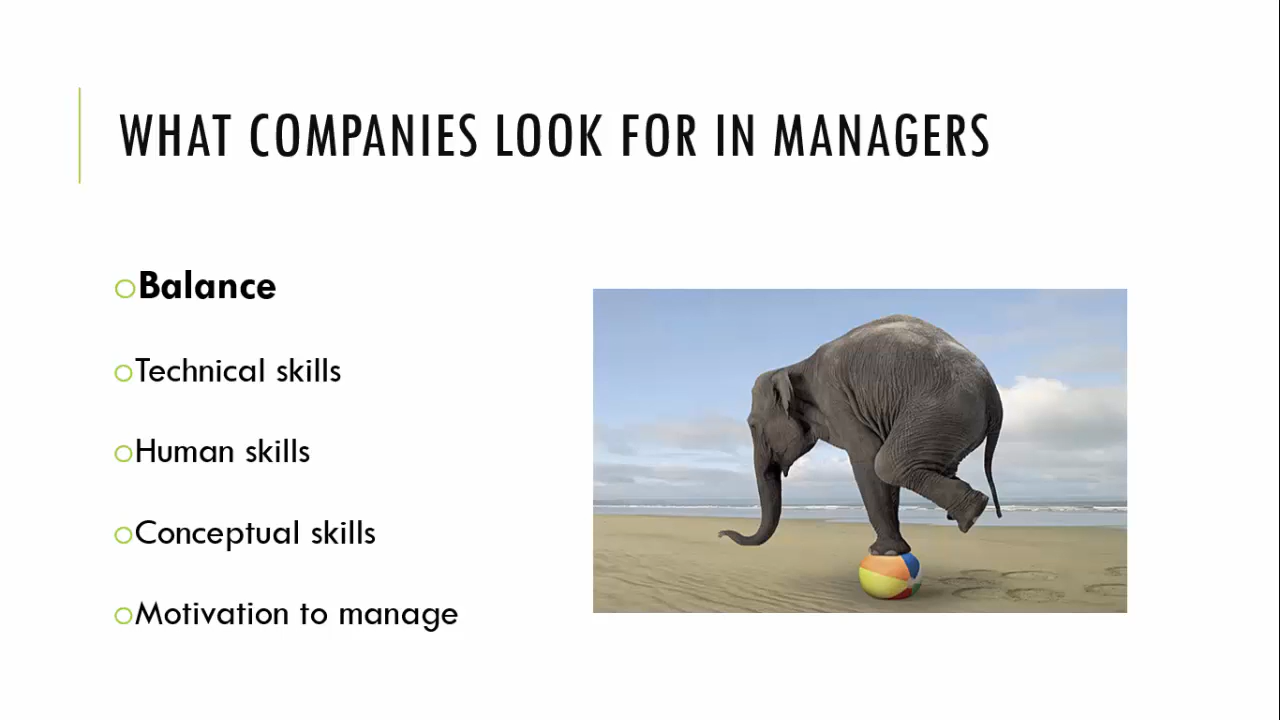 WHAT COMPANIES LOOK FOR IN MANAGERS
Balance
Technical skills
Human skills
Conceptual skills
Motivation to manage